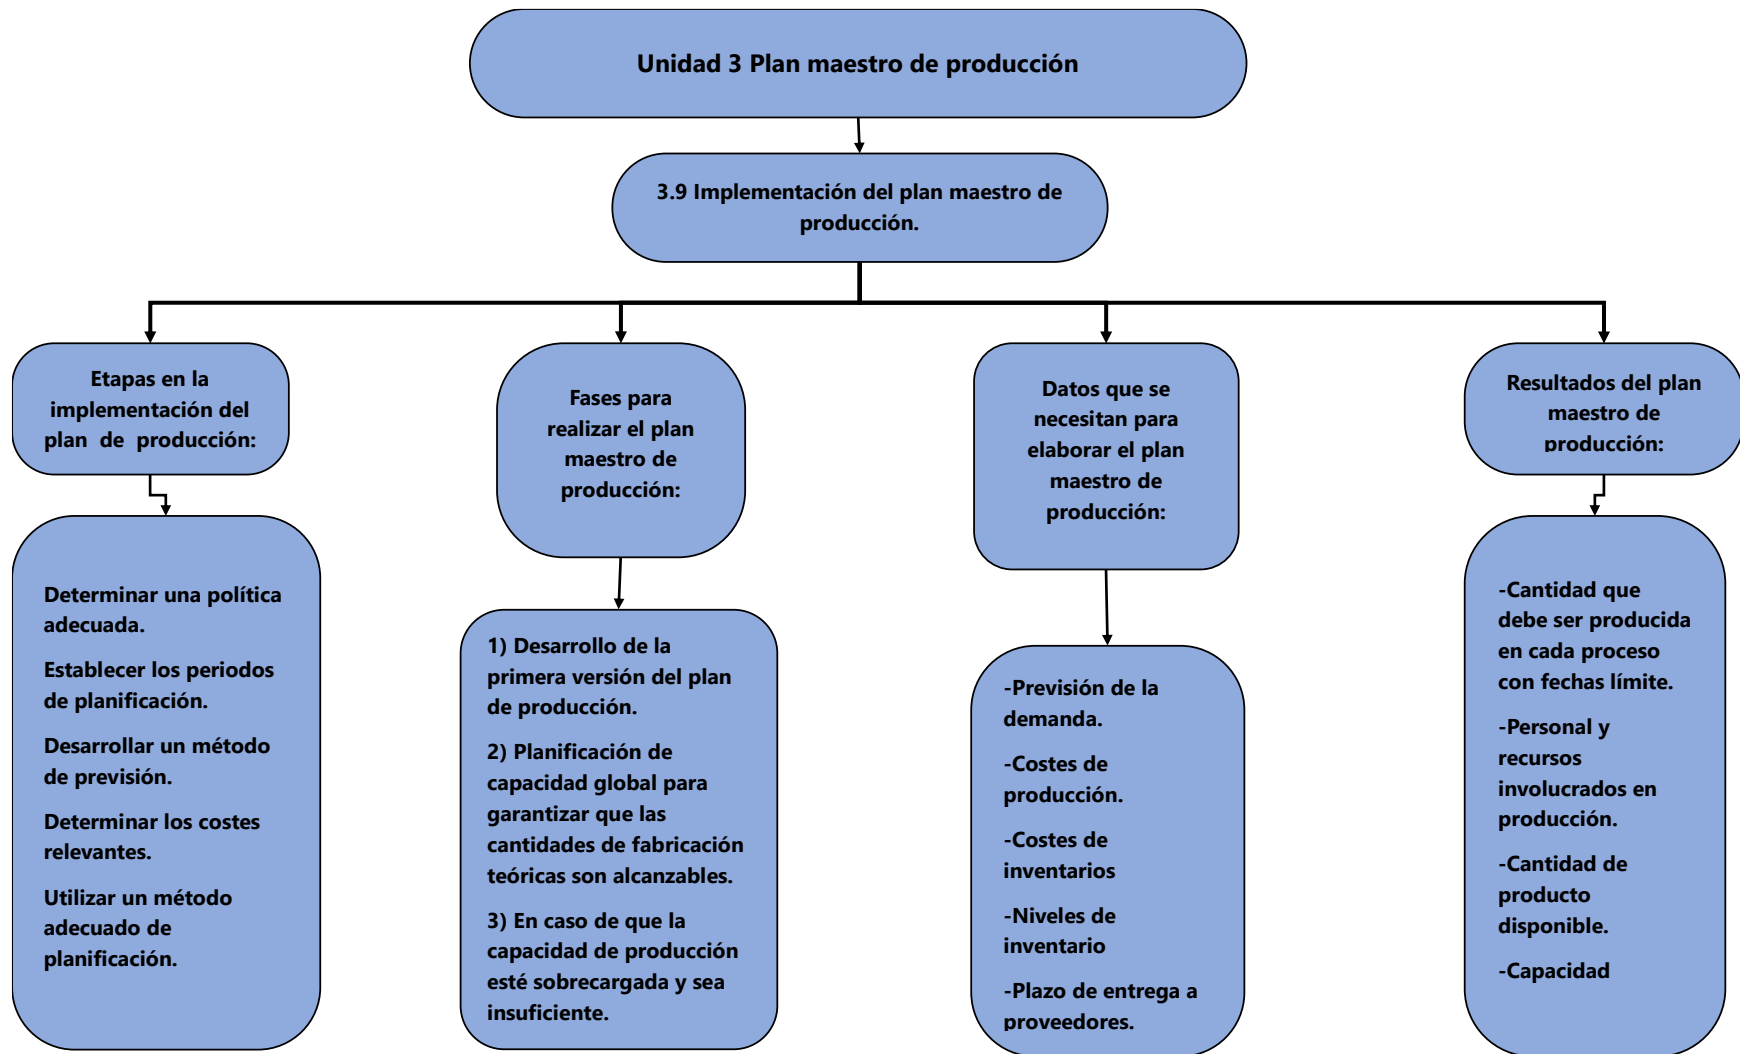 Unidad 3 Plan maestro de producción
3.9 Implementación del plan maestro de
producción.
Etapas en la
implementación del
plan de producción:
Determinar una política
adecuada.
Establecer los periodos
de planificación.
Desarrollar un método
de previsión.
Determinar los costes
relevantes.
Utilizar un método
adecuado de
planificación.
Fases para
realizar el plan
maestro de
producción:
1) Desarrollo de la
primera versión del plan
de producción.
2) Planificación de
capacidad global para
garantizar que las
cantidades de fabricación
teóricas son alcanzables.
3) En caso de que la
capacidad de producción
esté sobrecargada y sea
insuficiente.
Datos que se
necesitan para
elaborar el plan
maestro de
producción:
-Previsión de la
demanda.
-Costes de
producción.
-Costes de
inventarios
-Niveles de
inventario
-Plazo de entrega a
proveedores.
Resultados del plan
maestro de
producción:
-Cantidad que
debe ser producida
en cada proceso
con fechas límite.
-Personal y
recursos
involucrados en
producción.
-Cantidad de
producto
disponible.
-Capacidad